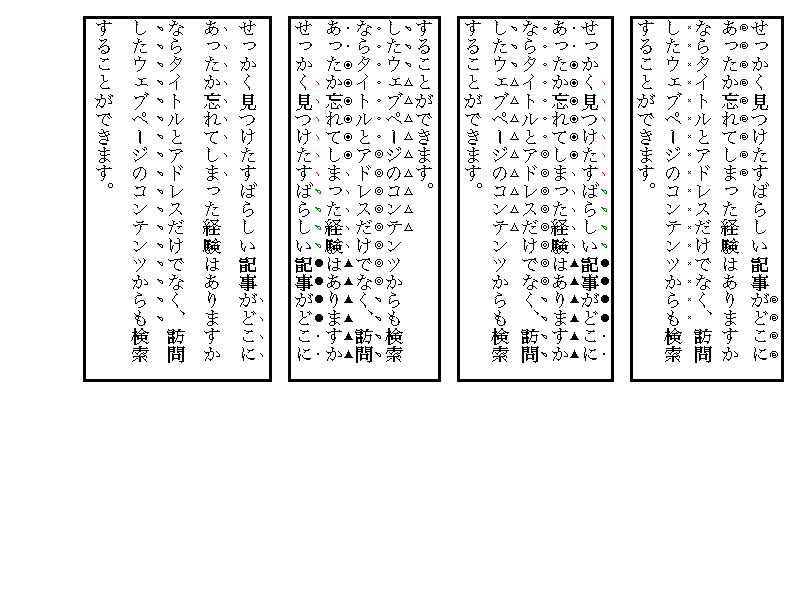 せっかく見つけたすばらしい記事がどこに
あったか忘れてしまった経験はありますか
ならタイトルとアドレスだけでなく、訪問
したウェブページのコンテンツからも検索
することができます。
せっかく見つけたすばらしい記事がどこに
あったか忘れてしまった経験はありますか
ならタイトルとアドレスだけでなく、訪問
したウェブページのコンテンツからも検索
することができます。
せっかく見つけたすばらしい記事がどこに
あったか忘れてしまった経験はありますか
ならタイトルとアドレスだけでなく、訪問
したウェブページのコンテンツからも検索
することができます。
せっかく見つけたすばらしい記事がどこに
あったか忘れてしまった経験はありますか
ならタイトルとアドレスだけでなく、訪問
したウェブページのコンテンツからも検索
することができます。